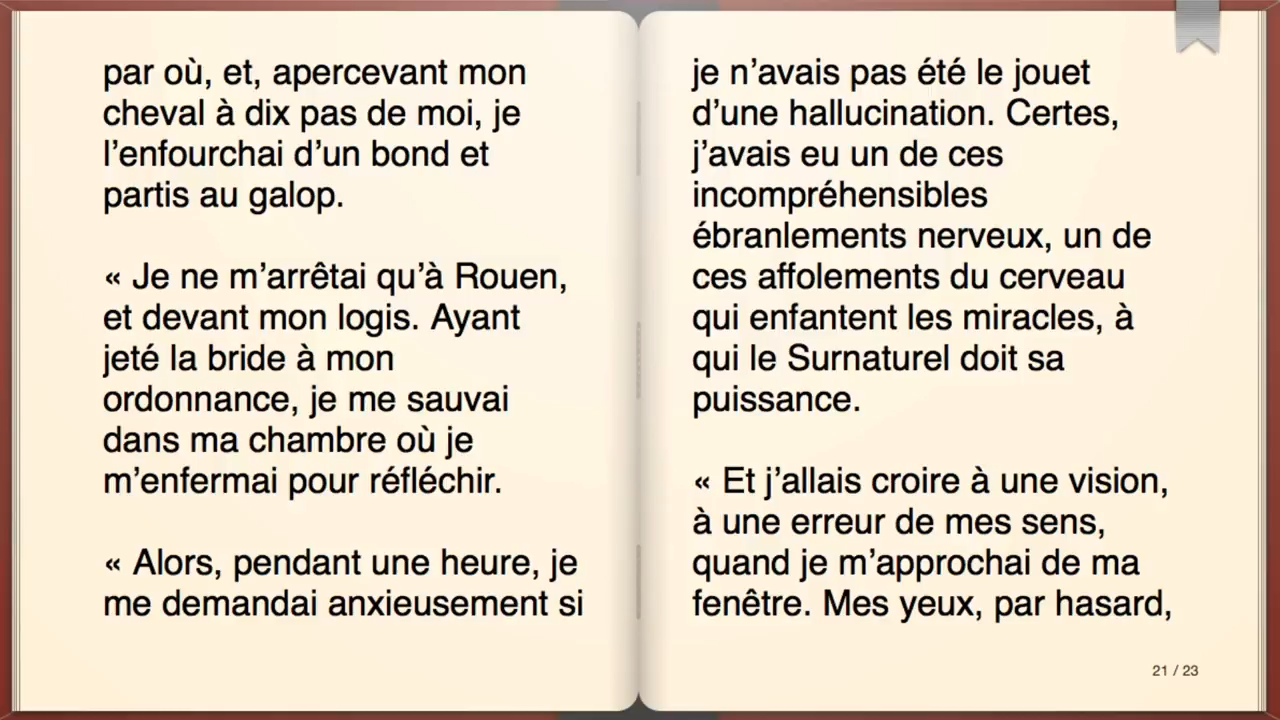 par où, et, apercevant mon
cheval à dix pas de moi, je
l’enfourchai d’un bond et
partis au galop.
« Je ne m’arrêtai qu’à Rouen,
et devant mon logis. Ayant
jeté la bride à mon
ordonnance, je me sauvai
dans ma chambre où je
m’enfermai pour réfléchir.
« Alors, pendant une heure, je
me demandai anxieusement si
je n’avais pas été le jouet
d’une hallucination. Certes,
j’avais eu un de ces
incompréhensibles
ébranlements nerveux, un de
ces affolements du cerveau
qui enfantent les miracles, à
qui le Surnaturel doit sa
puissance.
« Et j’allais croire à une vision,
à une erreur de mes sens,
quand je m’approchai de ma
fenêtre. Mes yeux, par hasard,
21 / 23